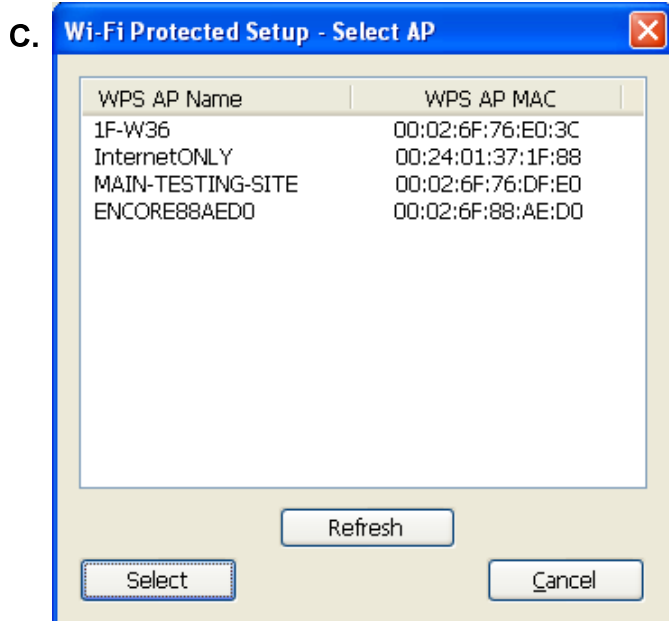 C. Wi-Fi Protected Setup - Select AP
WPS AP Name WPS AP MAC
1F-W36 00:02:6F:76:E0:3C
InternetONLY 00:24:01:37:1F:88
MAIN-TESTING-SITE 00:02:6F:76:DF:E0
ENCORE88AED0 00:02:6F:88:AE:D0
Refresh
Select Cancel